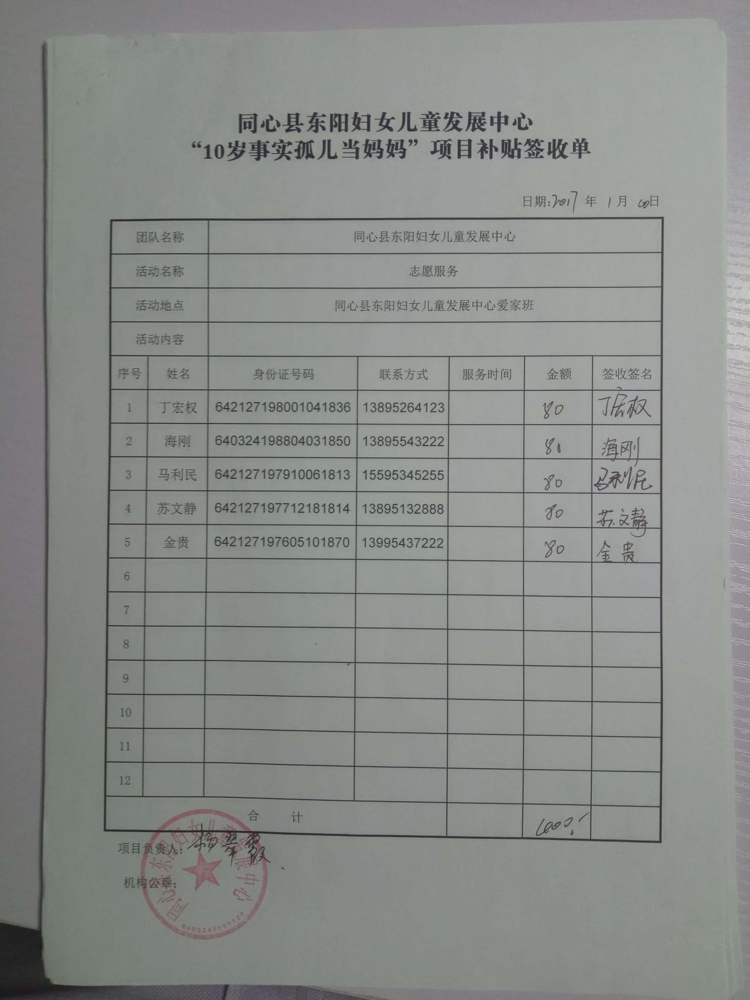 同心县东阳妇女儿童发展中心
“10岁事实孤儿当妈妈”项目补贴签收单
日期:2017 年 1 月 日
团队名称 同心县东阳妇女儿童发展中心
活动名称 志愿服务
活动地点 同心县东阳妇女儿童发展中心爱家班
活动内容
序号 姓名 身份证号码 联系方式 服务时间 金额 签收签名
1 丁宏权 642127198001041836 13895264123 80 丁宏权
2 海刚 640324198804031850 13895543222 80 海刚
3 马利民 642127197910061813 15595345255 80 马利民
4 苏文静 642127197712181814 13895132888 80 苏文静
5 金贵 642127197605101870 13995437222 80 金贵
6
7
8
9
10
11
12
合 计
项目负责人:
机构公章:
同心县东阳妇女儿童发展中心
6403240000129